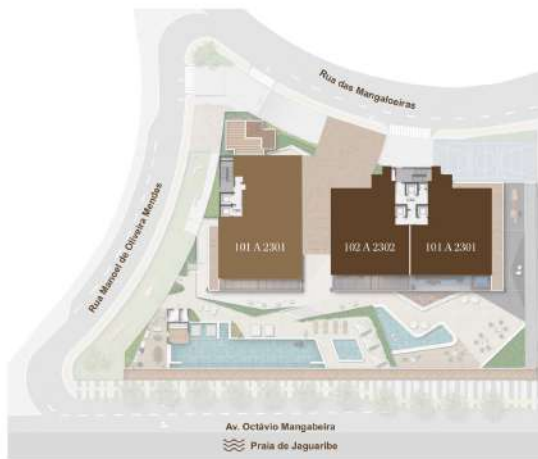 Rua das Mangaloeiras
Rua Manoel de Oliveira Mendes
101 A 2301
102 A 2302
101 A 2301
Av. Octávio Mangabeira
Praia de Jaguaribe